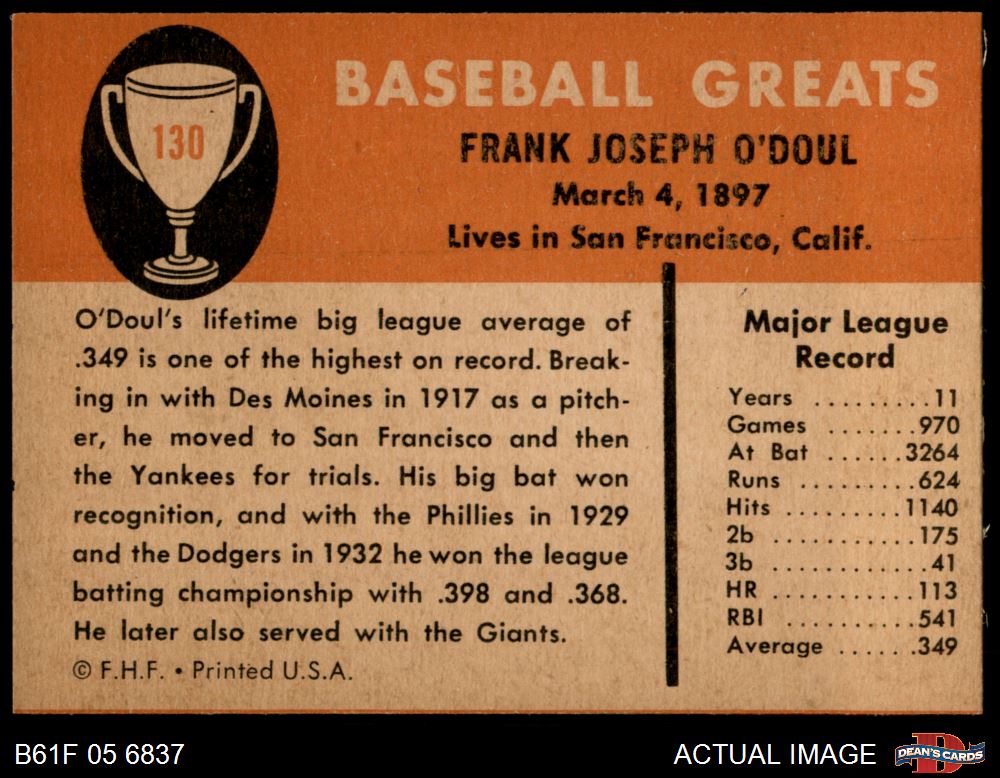 130
BASEBALL GREATS
FRANK JOSEPH O'DOUL
March 4, 1897
Lives in San Francisco, Calif.
O'Doul's lifetime big league average of
.349 is one of the highest on record. Break-
ing in with Des Moines in 1917 as a pitch-
er, he moved to San Francisco and then
the Yankees for trials. His big bat won
recognition, and with the Phillies in 1929
and the Dodgers in 1932 he won the league
batting championship with .398 and .368.
He later also served with the Giants.
© F.H.F. • Printed U.S.A.
Major League
Record
Years .........11
Games .......970
At Bat ......3264
Runs .........624
Hits .........1140
2b ...........175
3b ............41
HR ...........113
RBI ..........541
Average ......349
B61F 05 6837
ACTUAL IMAGE
D
DEAN'S CARDS